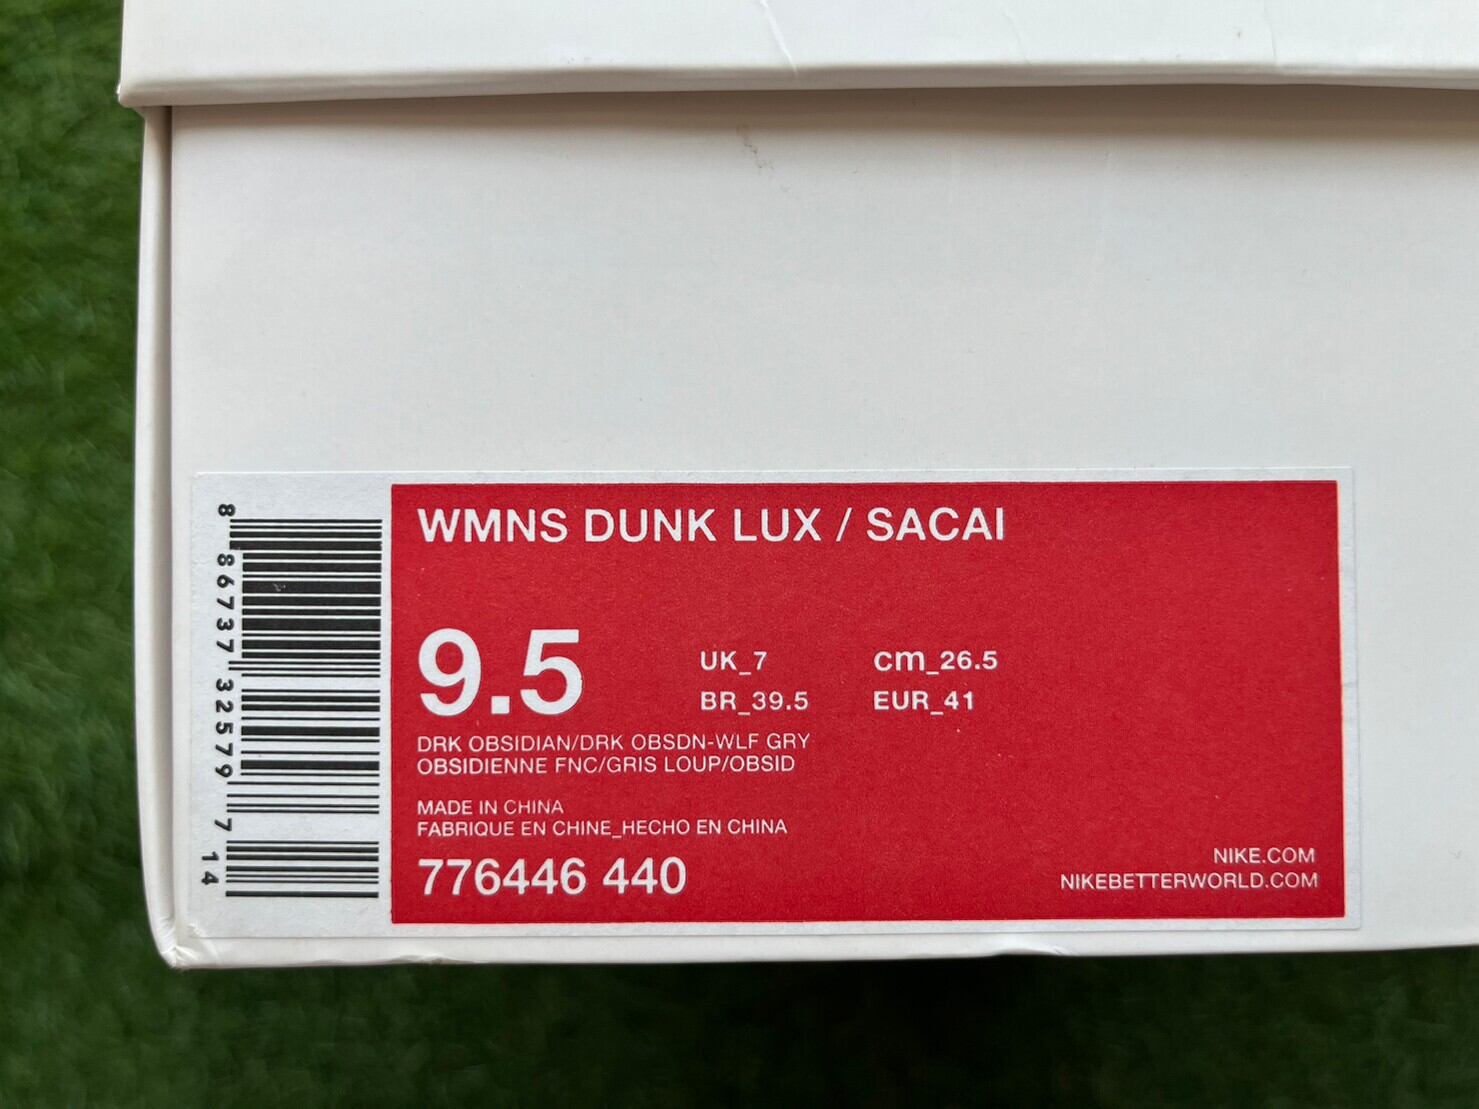 WMNS DUNK LUX / SACAI
9.5
UK_7 cm_26.5
BR_39.5 EUR_41
DRK OBSIDIAN/DRK OBSDN-WLF GRY
OBSIDIENNE FNC/GRIS LOUP/OBSID
MADE IN CHINA
FABRIQUE EN CHINE_HECHO EN CHINA
776446 440
NIKE.COM
NIKEBETTERWORLD.COM
8 86737 32579 7 14